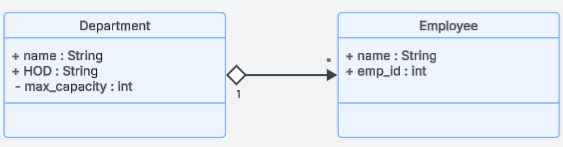 Department
+ name : String
+ HOD : String
- max_capacity : int
1
*
Employee
+ name : String
+ emp_id : int